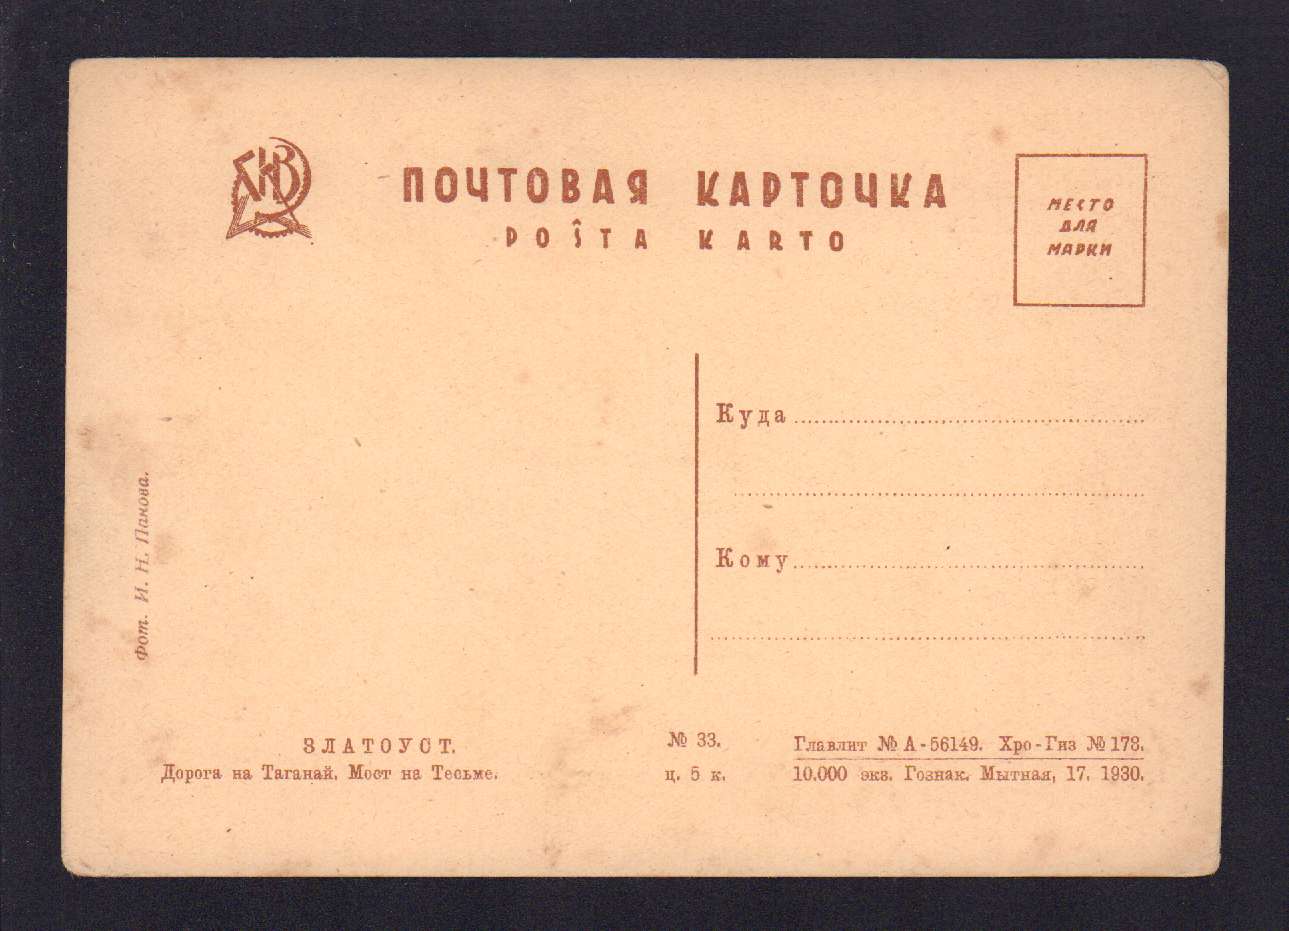 ПОЧТОВАЯ КАРТОЧКА
POŜTA KARTO
МЕСТО
ДЛЯ
МАРКИ
Куда
Кому
Фот. И. Н. Панова.
ЗЛАТОУСТ.
Дорога на Таганай. Мост на Тесьме.
№ 33.
ц. 5 к.
Главлит № А-56149. Хро-Гиз № 173.
10.000 экз. Гознак. Мытная, 17. 1930.